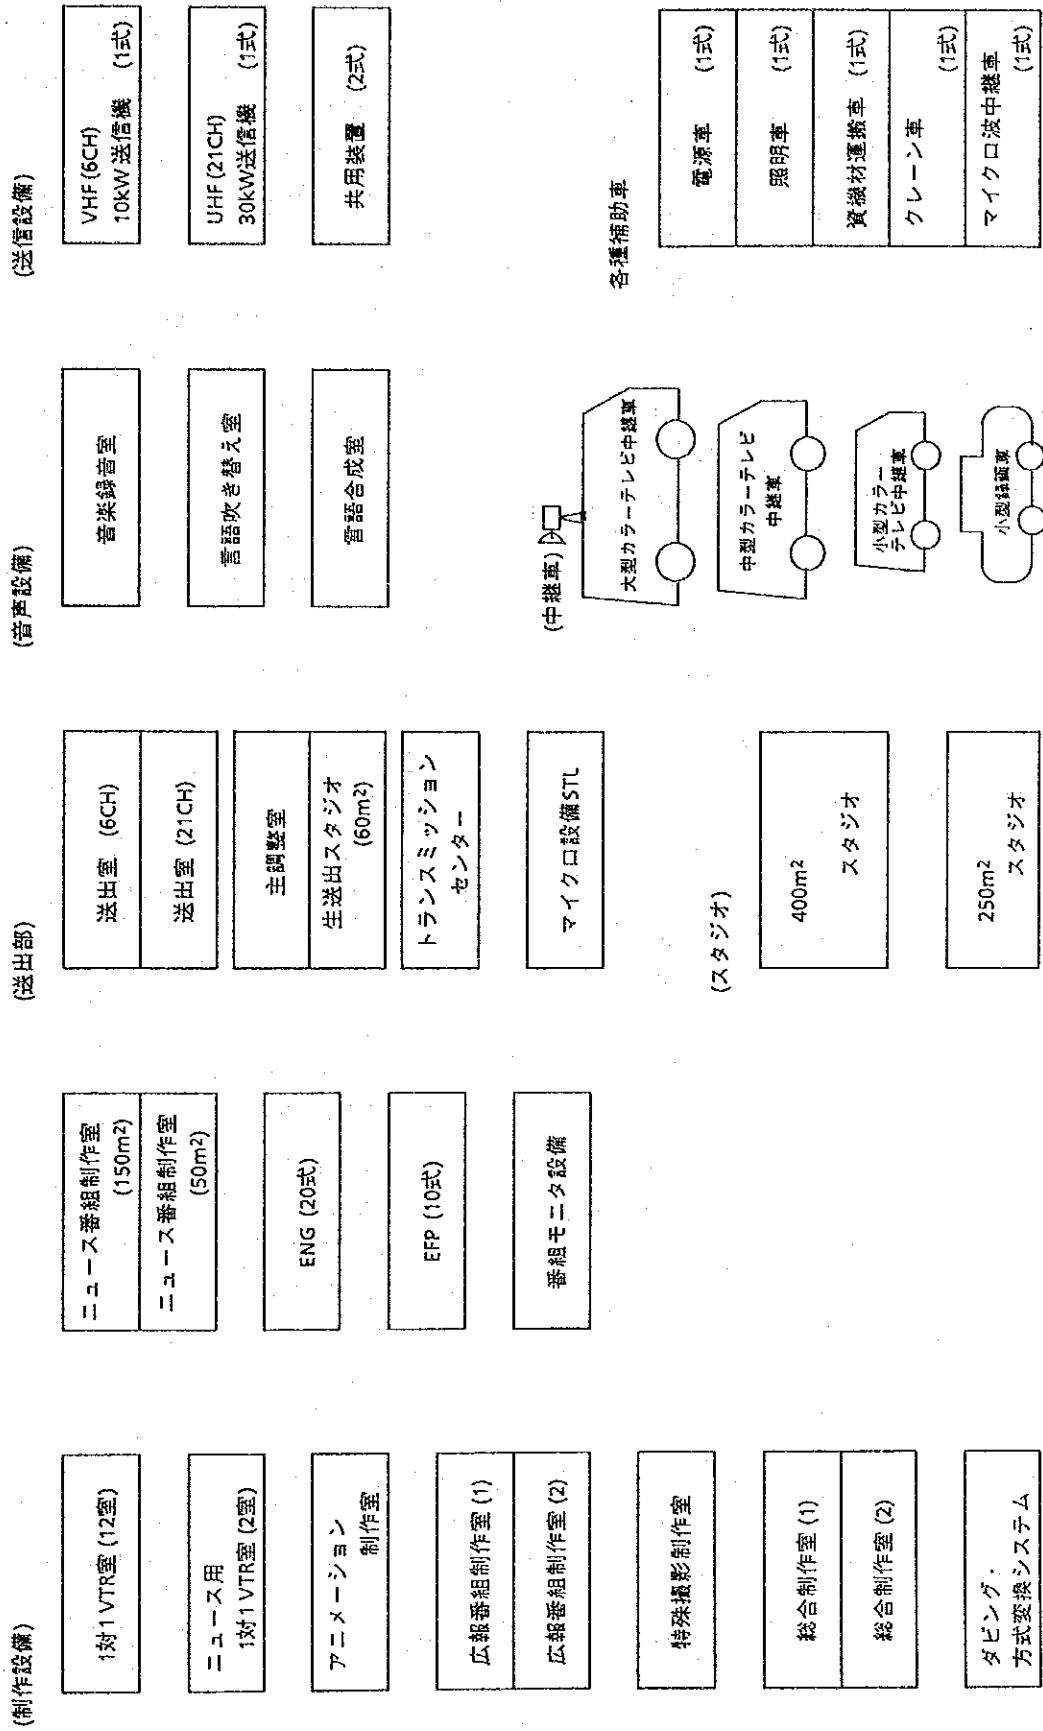 (制作設備)
1対1 VTR室 (12室)
ニュース用
1対1 VTR室 (2室)
アニメーション
制作室
広報番組制作室 (1)
広報番組制作室 (2)
特殊撮影制作室
総合制作室 (1)
総合制作室 (2)
ダビング・
方式変換システム
ニュース番組制作室
(150m²)
ニュース番組制作室
(50m²)
ENG (20式)
EFP (10式)
番組モニタ設備
(送出部)
送出室 (6CH)
送出室 (21CH)
主調整室
生送出スタジオ
(60m²)
トランスミッション
センター
マイクロ設備STL
(スタジオ)
400m²
スタジオ
250m²
スタジオ
(音声設備)
音楽録音室
言語吹き替え室
言語合成室
(中継車)
大型カラーテレビ中継車
中型カラーテレビ
中継車
小型カラー
テレビ中継車
小型録画車
(送信設備)
VHF (6CH)
10kW 送信機 (1式)
UHF (21CH)
30kW送信機 (1式)
共用装置 (2式)
各種補助車
電源車 (1式)
照明車 (1式)
資機材運搬車 (1式)
クレーン車
(1式)
マイクロ波中継車
(1式)